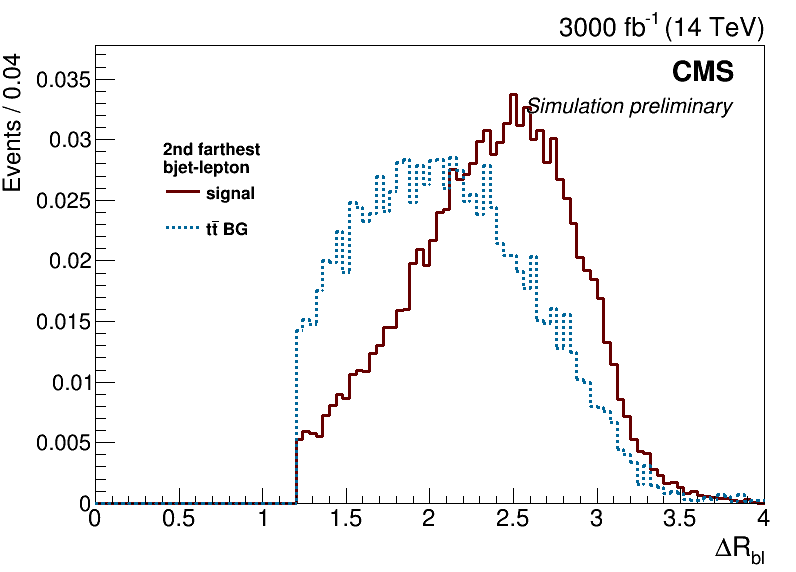 3000 fb⁻¹ (14 TeV)
Events / 0.04
CMS
Simulation preliminary
2nd farthest
bjet-lepton
signal
tt̄ BG
0.035
0.03
0.025
0.02
0.015
0.01
0.005
0
0 0.5 1 1.5 2 2.5 3 3.5 4
ΔR_bl